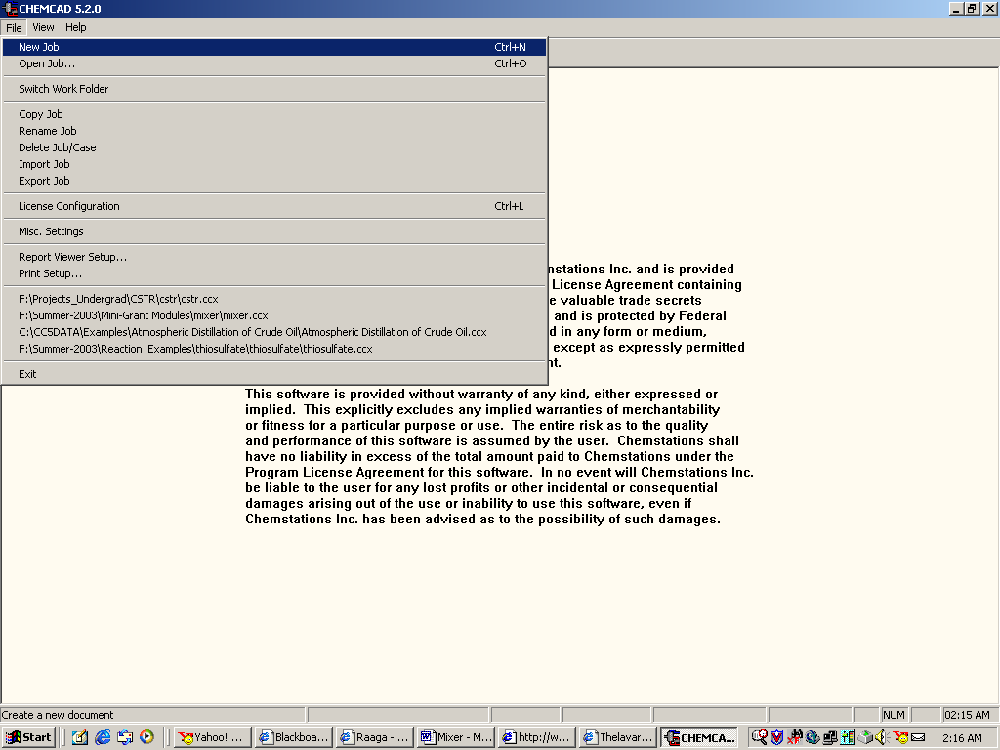 CHEMCAD 5.2.0
File View Help
New Job Ctrl+N
Open Job... Ctrl+O
Switch Work Folder
Copy Job
Rename Job
Delete Job/Case
Import Job
Export Job
License Configuration Ctrl+L
Misc. Settings
Report Viewer Setup...
Print Setup...
F:\Projects_Undergrad\CSTR\cstr\cstr.ccx
F:\Summer-2003\Mini-Grant Modules\mixer\mixer.ccx
C:\CC5DATA\Examples\Atmospheric Distillation of Crude Oil\Atmospheric Distillation of Crude Oil.ccx
F:\Summer-2003\Reaction_Examples\thiosulfate\thiosulfate\thiosulfate.ccx
Exit
nstations Inc. and is provided
License Agreement containing
e valuable trade secrets
and is protected by Federal
d in any form or medium,
except as expressly permitted
nt.
This software is provided without warranty of any kind, either expressed or
implied. This explicitly excludes any implied warranties of merchantability
or fitness for a particular purpose or use. The entire risk as to the quality
and performance of this software is assumed by the user. Chemstations shall
have no liability in excess of the total amount paid to Chemstations under the
Program License Agreement for this software. In no event will Chemstations Inc.
be liable to the user for any lost profits or other incidental or consequential
damages arising out of the use or inability to use this software, even if
Chemstations Inc. has been advised as to the possibility of such damages.
Create a new document NUM 02:15 AM
Start Yahoo! ... Blackboa... Raaga - ... Mixer - M... http://w... Thelavar... CHEMCA... 2:16 AM